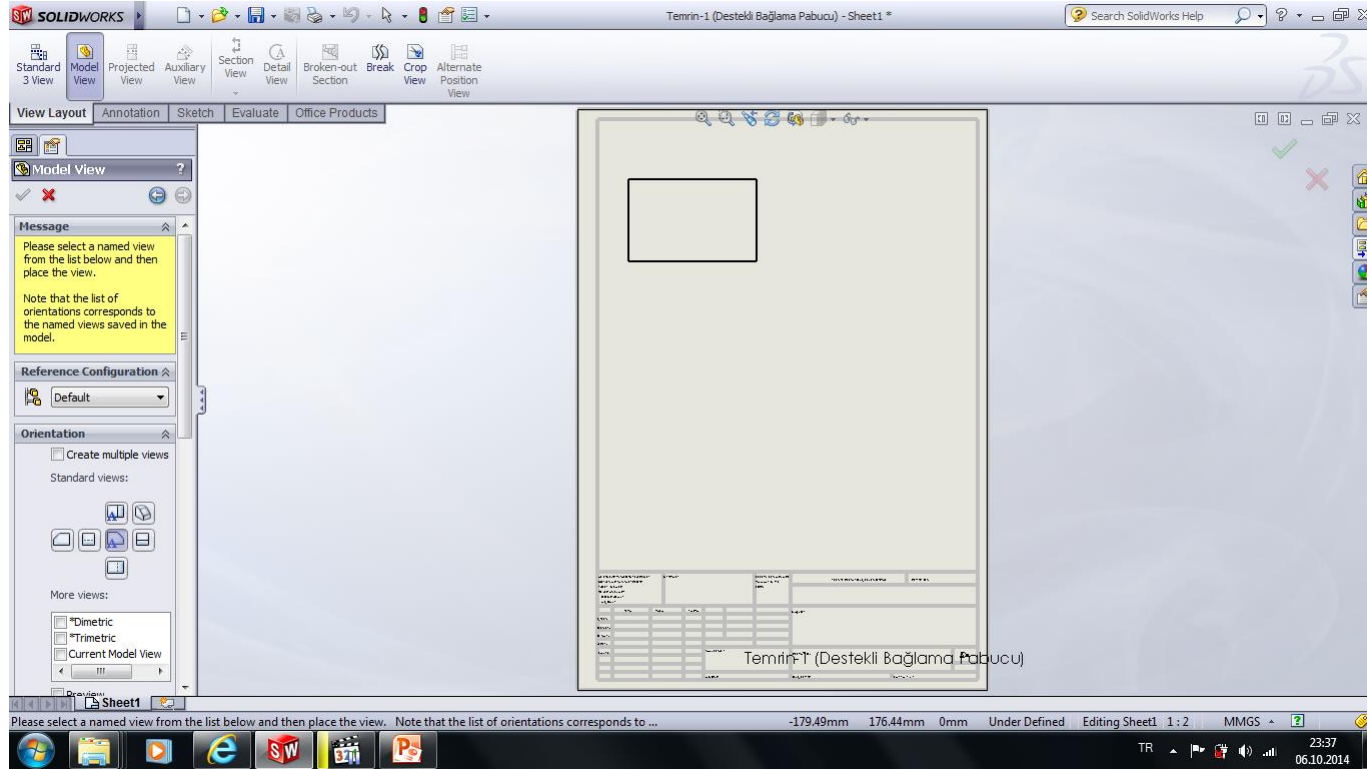 SOLIDWORKS
Temrin-1 (Destekli Bağlama Pabucu) - Sheet1 *
Search SolidWorks Help
Standard 3 View
Model View
Projected View
Auxiliary View
Section View
Detail View
Broken-out Section
Break
Crop View
Alternate Position View
View Layout Annotation Sketch Evaluate Office Products
Model View ?
Message
Please select a named view
from the list below and then
place the view.
Note that the list of
orientations corresponds to
the named views saved in the
model.
Reference Configuration
Default
Orientation
Create multiple views
Standard views:
More views:
*Dimetric
*Trimetric
Current Model View
Preview
Temrin-1 (Destekli Bağlama Pabucu)
Sheet1
Please select a named view from the list below and then place the view. Note that the list of orientations corresponds to ...
-179.49mm 176.44mm 0mm Under Defined Editing Sheet1 1 : 2 MMGS
TR
23:37
06.10.2014